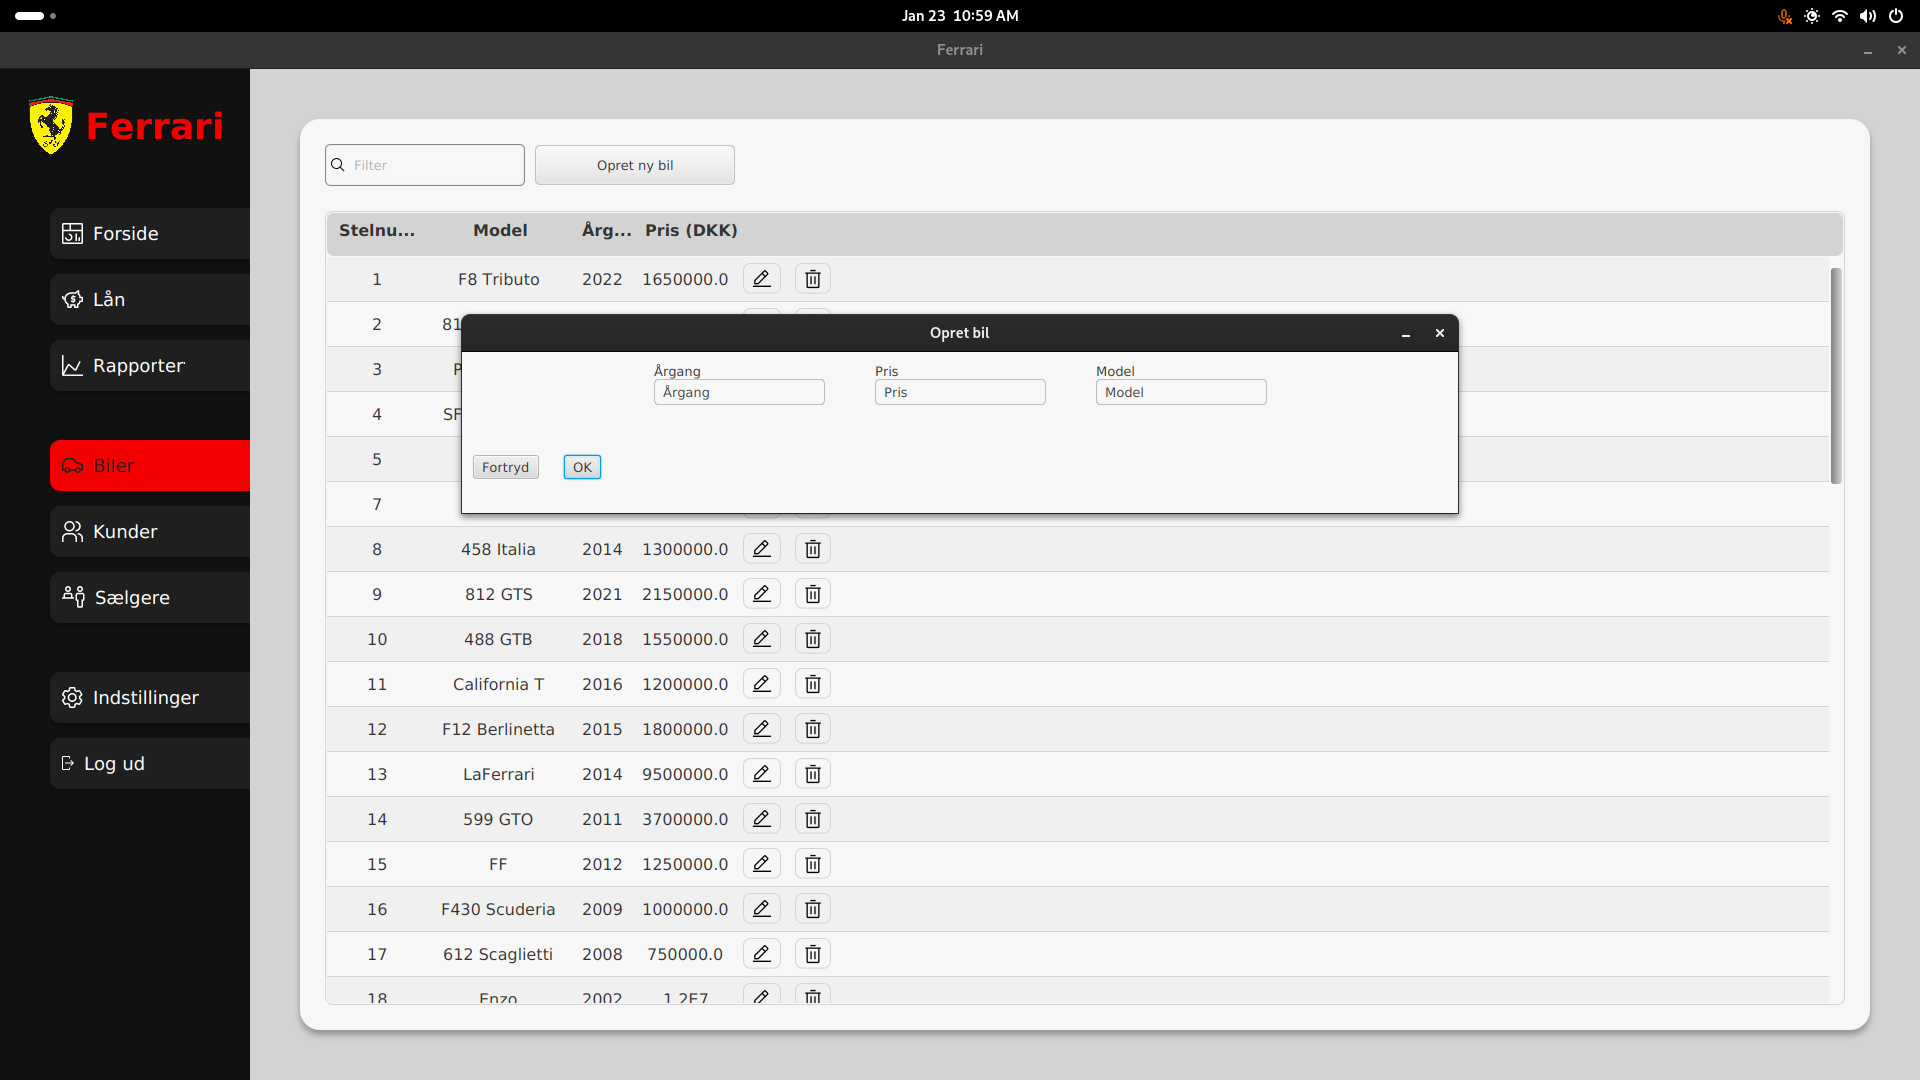 Jan 23  10:59 AM
Ferrari
Ferrari
Forside
Lån
Rapporter
Biler
Kunder
Sælgere
Indstillinger
Log ud
Filter
Opret ny bil
Stelnu... Model Årg... Pris (DKK)
1 F8 Tributo 2022 1650000.0
2 81
3 P
4 SF
5
7
Opret bil
Årgang Pris Model
Årgang Pris Model
Fortryd OK
8 458 Italia 2014 1300000.0
9 812 GTS 2021 2150000.0
10 488 GTB 2018 1550000.0
11 California T 2016 1200000.0
12 F12 Berlinetta 2015 1800000.0
13 LaFerrari 2014 9500000.0
14 599 GTO 2011 3700000.0
15 FF 2012 1250000.0
16 F430 Scuderia 2009 1000000.0
17 612 Scaglietti 2008 750000.0
18 Enzo 2002 1.2E7